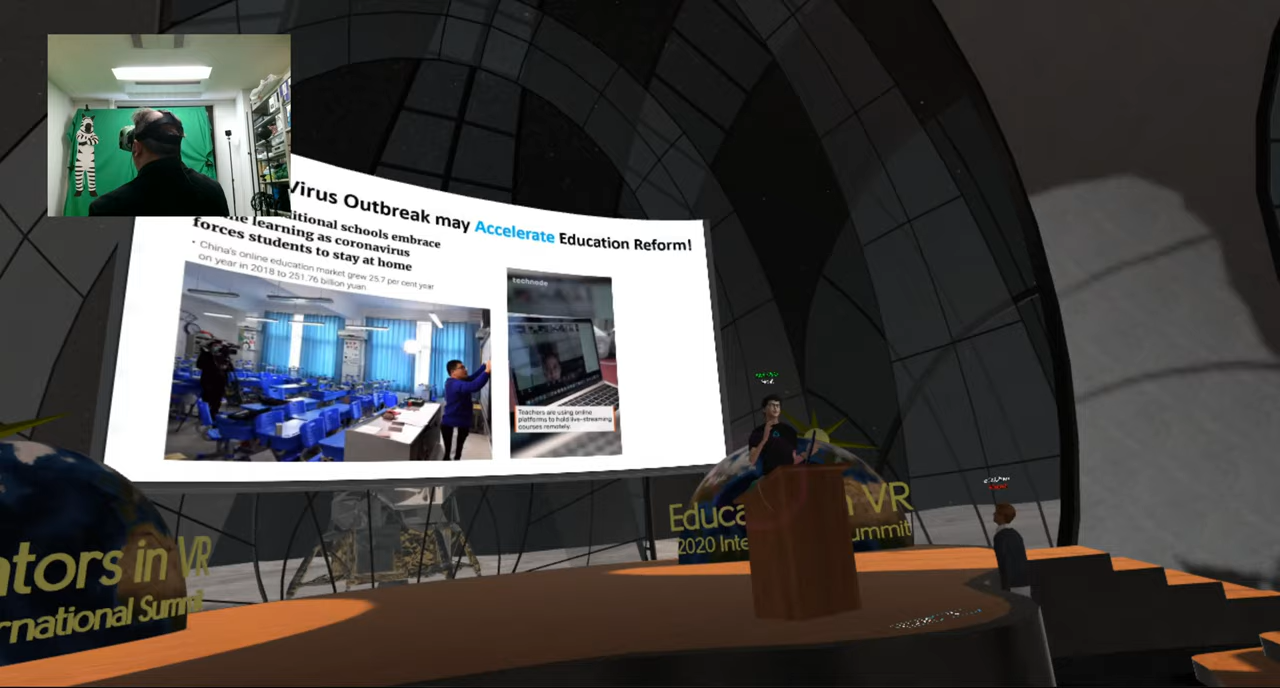 Virus Outbreak may Accelerate Education Reform!
ditional schools embrace
ne learning as coronavirus
forces students to stay at home
• China's online education market grew 25.7 per cent year
on year in 2018 to 251.76 billion yuan
technode
Teachers are using online
platforms to hold live-streaming
courses remotely.
Educa n VR
2020 Inte ummit
ators in VR
rnational Summit